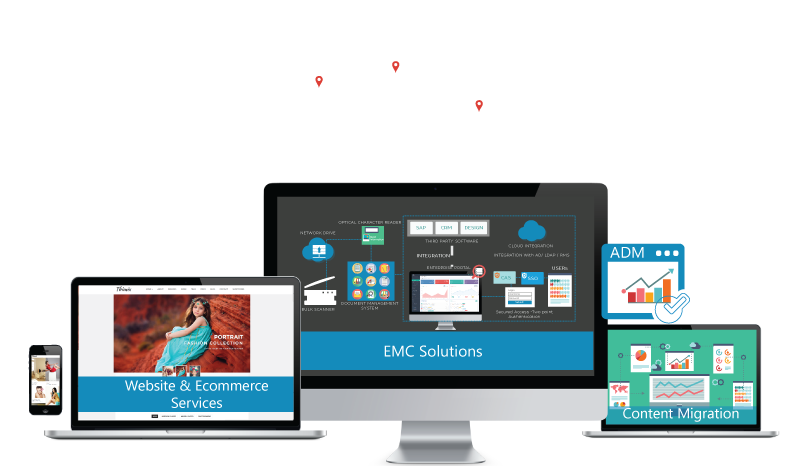 OPTICAL CHARACTER READER
NETWORK DRIVE
SAP
CDM
DESIGN
THIRD PARTY SOFTWARE
CLOUD INTEGRATION
INTEGRATION
INTEGRATION WITH AD/ LDAP / RMS
USERs
BULK SCANNER
DOCUMENT MANAGEMENT
SYSTEM
Secured Access -Two point
Authentication
EMC Solutions
ADM
PORTRAIT
FASHION COLLECTION
Website & Ecommerce
Services
Content Migration